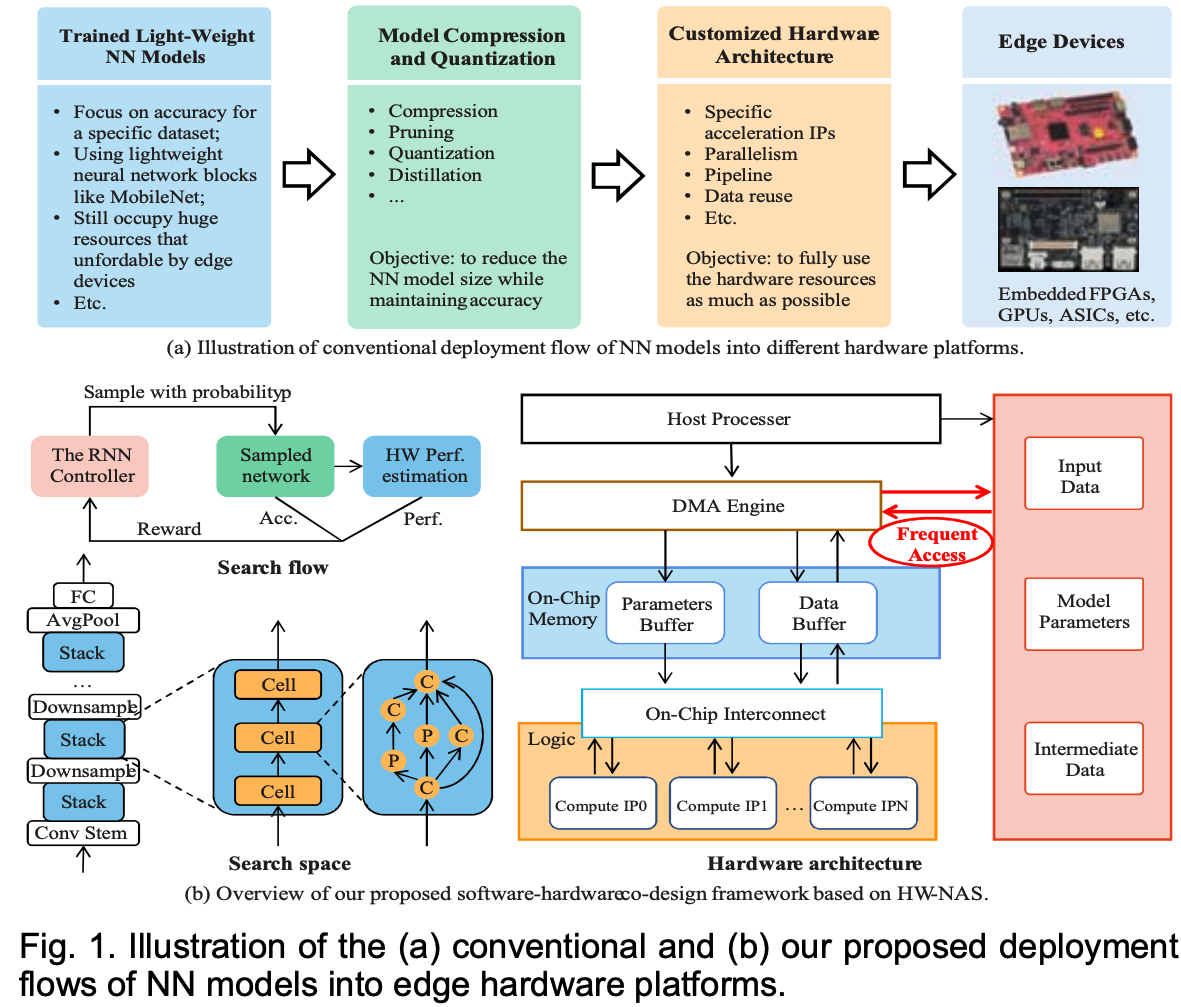 Trained Light-Weight
NN Models
• Focus on accuracy for
a specific dataset;
• Using lightweight
neural network blocks
like MobileNet;
• Still occupy huge
resources that
unfordable by edge
devices
• Etc.
Model Compression
and Quantization
• Compression
• Pruning
• Quantization
• Distillation
• ...
Objective: to reduce the
NN model size while
maintaining accuracy
Customized Hardware
Architecture
• Specific
acceleration IPs
• Parallelism
• Pipeline
• Data reuse
• Etc.
Objective: to fully use
the hardware resources
as much as possible
Edge Devices
Embedded FPGAs,
GPUs, ASICs, etc.
(a) Illustration of conventional deployment flow of NN models into different hardware platforms.
Sample with probabilityp
The RNN
Controller
Sampled
network
HW Perf.
estimation
Reward
Acc.
Perf.
Search flow
FC
AvgPool
Stack
...
Downsample
Stack
Downsample
Stack
Conv Stem
Cell
Cell
Cell
C
C
P
C
P
C
Search space
Host Processer
DMA Engine
Frequent
Access
On-Chip
Memory
Parameters
Buffer
Data
Buffer
On-Chip Interconnect
Logic
Compute IP0
Compute IP1
...
Compute IPN
Input
Data
Model
Parameters
Intermediate
Data
Hardware architecture
(b) Overview of our proposed software-hardware co-design framework based on HW-NAS.
Fig. 1. Illustration of the (a) conventional and (b) our proposed deployment
flows of NN models into edge hardware platforms.